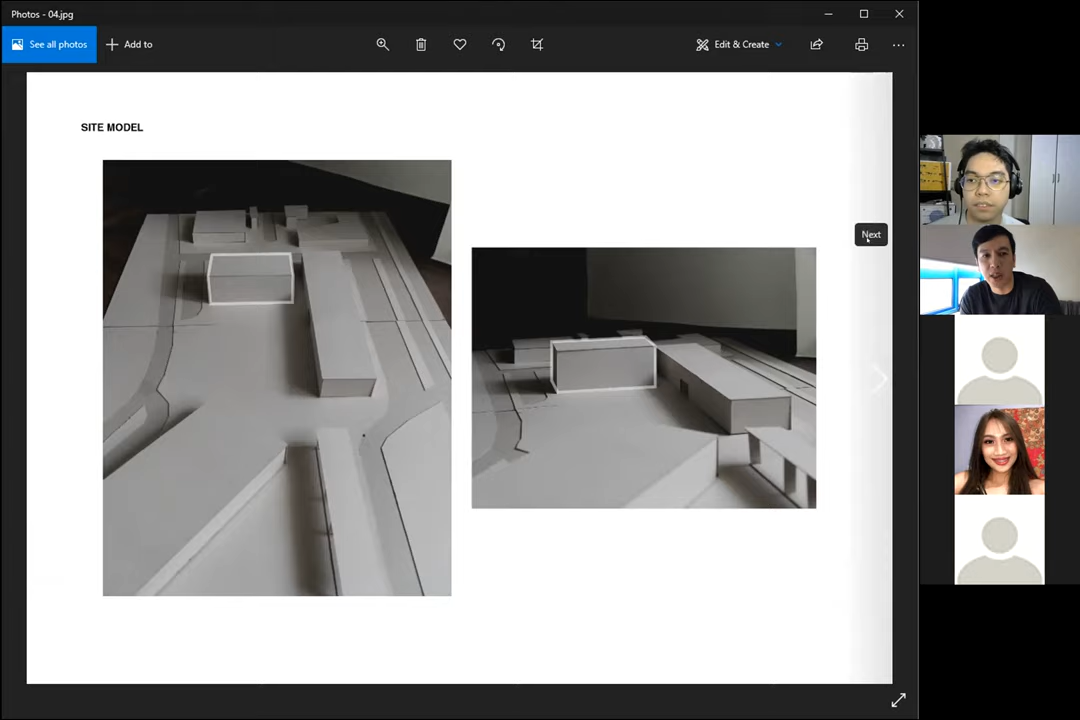 Photos - 04.jpg
See all photos
Add to
Edit & Create
SITE MODEL
Next